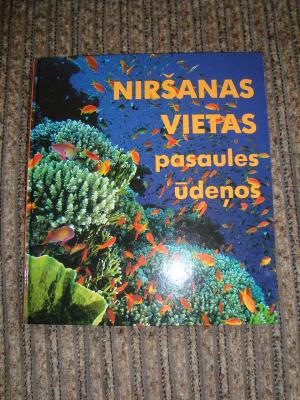 NIRŠANAS
VIETAS
pasaules
ūdeņos